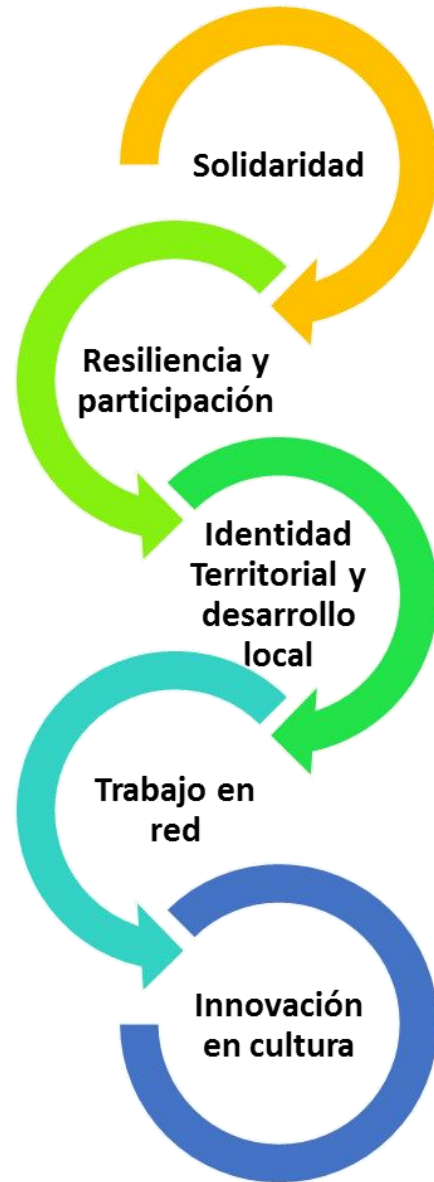 Solidaridad
Resiliencia y
participación
Identidad
Territorial y
desarrollo
local
Trabajo en
red
Innovación
en cultura